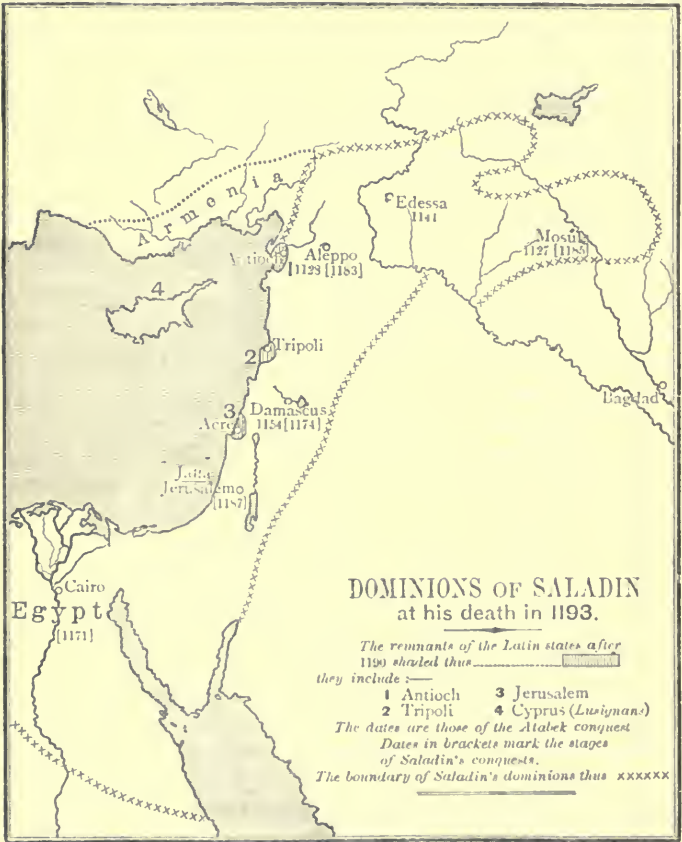 Armenia
Edessa
1144
Mosul
1127 [1185]
Antioch
Aleppo
[1128 [1183]
4
2 Tripoli
3
Acre
Damascus
1154 [1174]
Jaffa
Jerusalemo
[1187]
Bagdad
Cairo
Egypt
[1171]
DOMINIONS OF SALADIN
at his death in 1193.
The remnants of the Latin states after
1190 shaded thus
they include :—
1 Antioch 3 Jerusalem
2 Tripoli 4 Cyprus (Lusignans)
The dates are those of the Atabek conquest
Dates in brackets mark the stages
of Saladin's conquests.
The boundary of Saladin's dominions thus xxxxxx